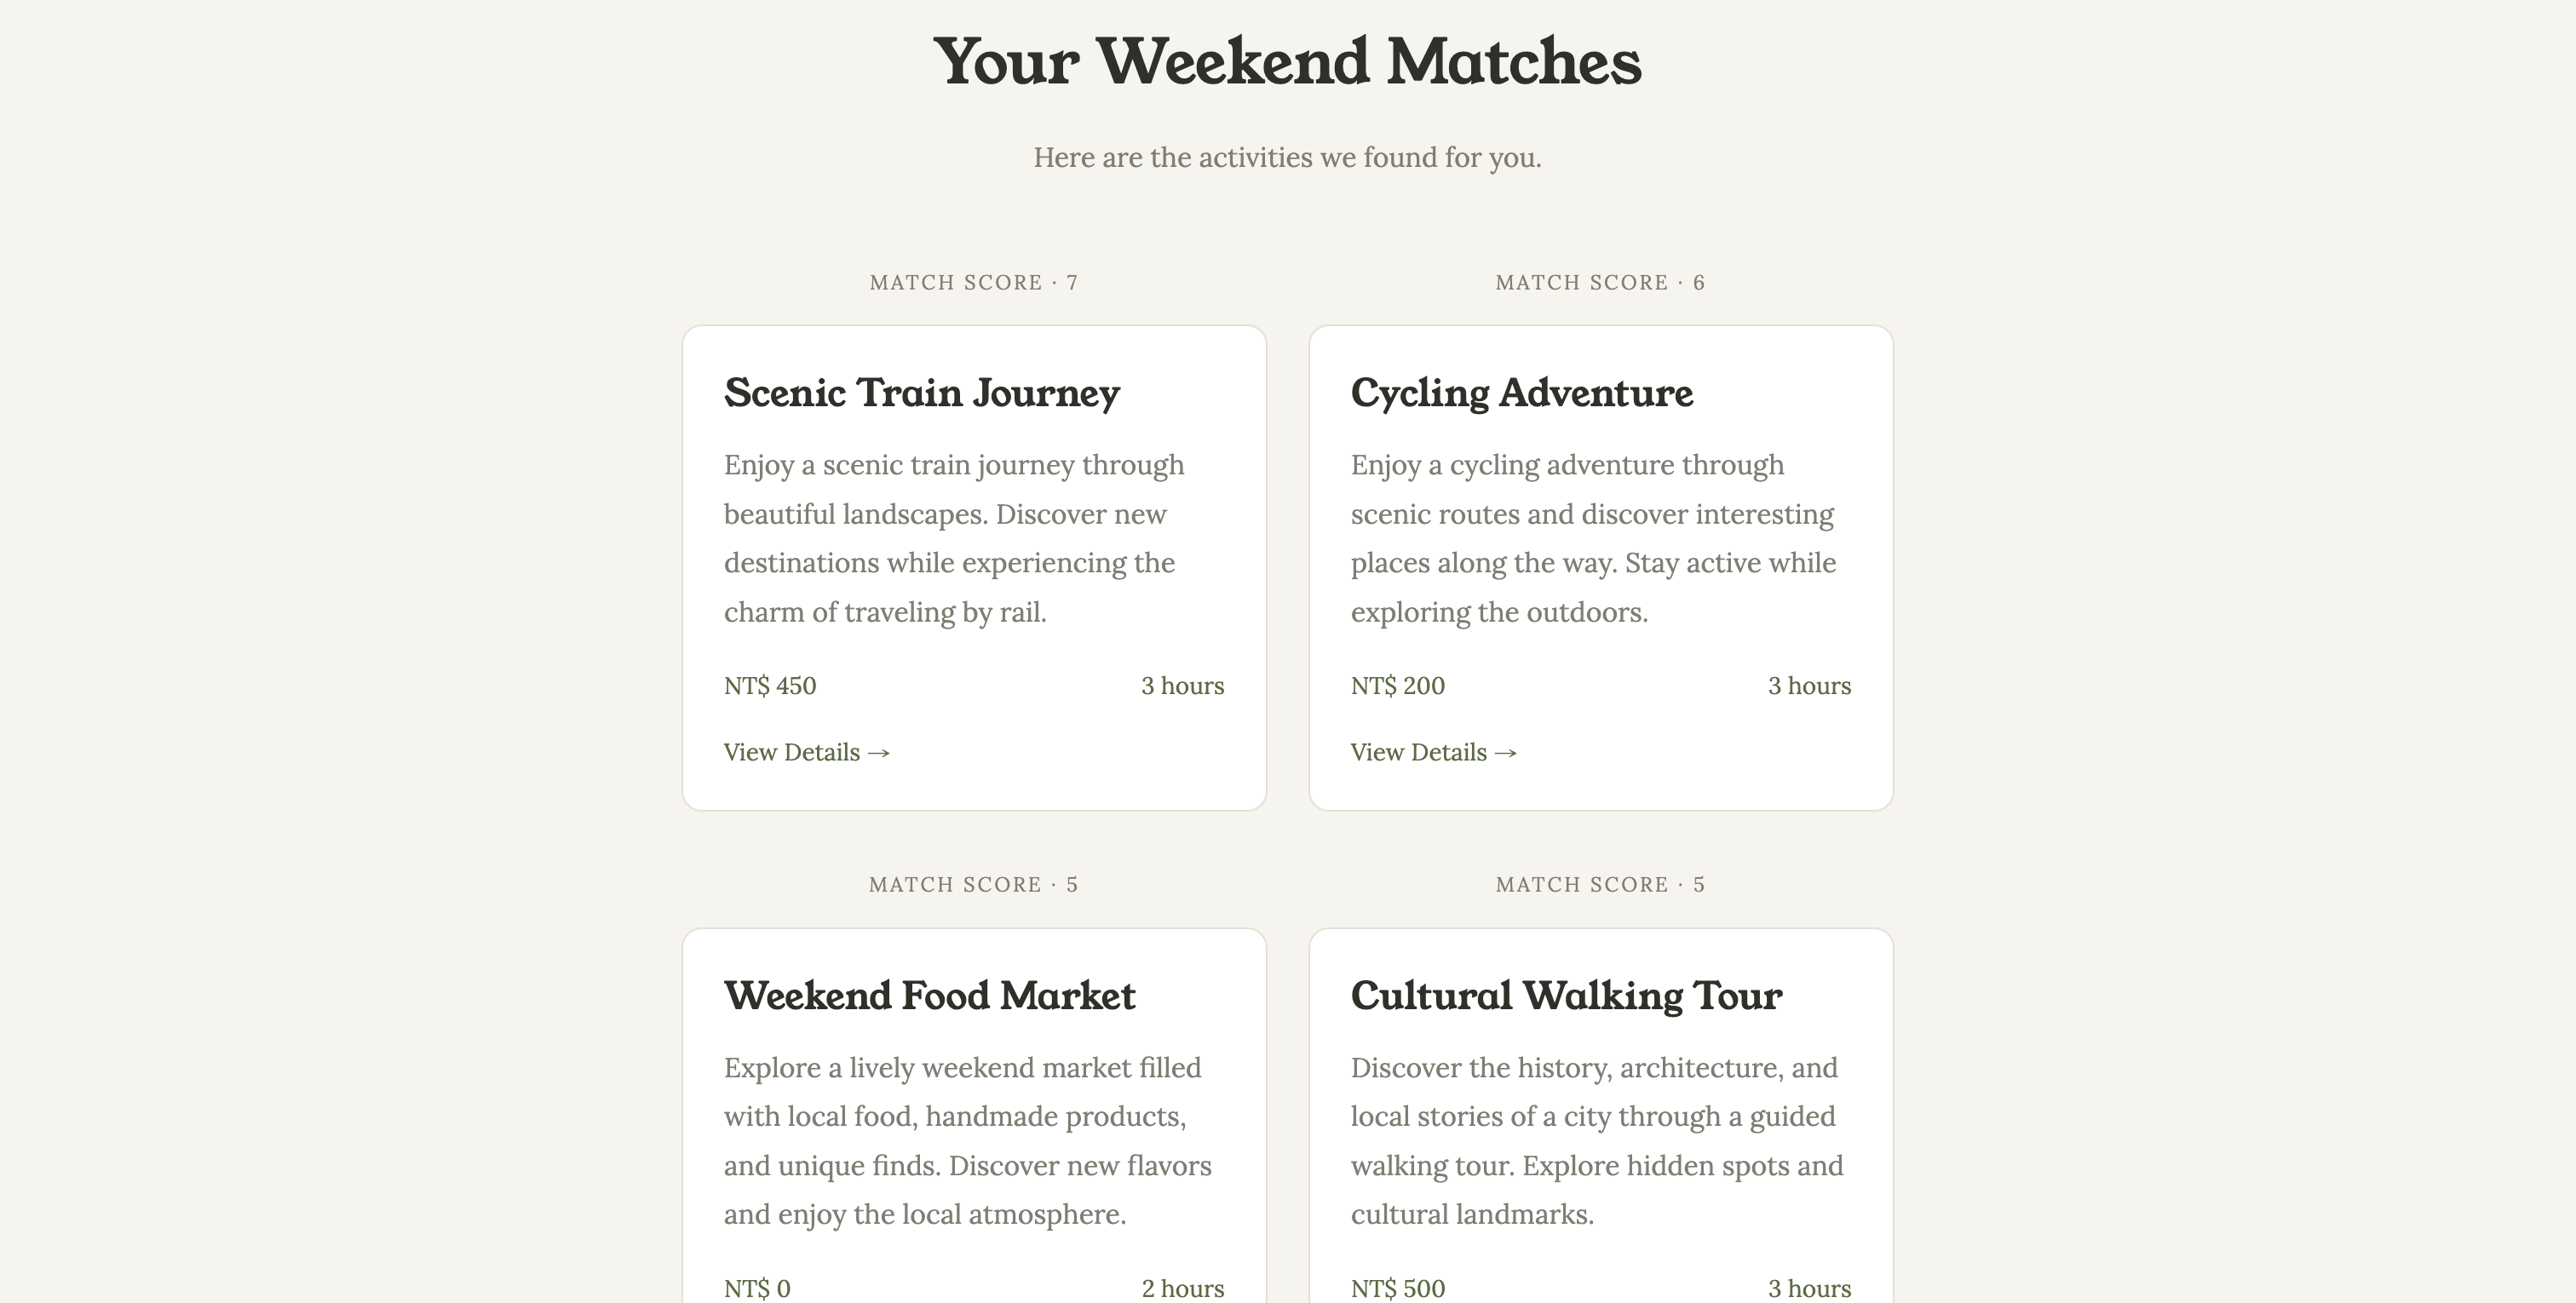 Your Weekend Matches
Here are the activities we found for you.
MATCH SCORE · 7
Scenic Train Journey
Enjoy a scenic train journey through
beautiful landscapes. Discover new
destinations while experiencing the
charm of traveling by rail.
NT$ 450
3 hours
View Details →
MATCH SCORE · 6
Cycling Adventure
Enjoy a cycling adventure through
scenic routes and discover interesting
places along the way. Stay active while
exploring the outdoors.
NT$ 200
3 hours
View Details →
MATCH SCORE · 5
Weekend Food Market
Explore a lively weekend market filled
with local food, handmade products,
and unique finds. Discover new flavors
and enjoy the local atmosphere.
NT$ 0
2 hours
MATCH SCORE · 5
Cultural Walking Tour
Discover the history, architecture, and
local stories of a city through a guided
walking tour. Explore hidden spots and
cultural landmarks.
NT$ 500
3 hours